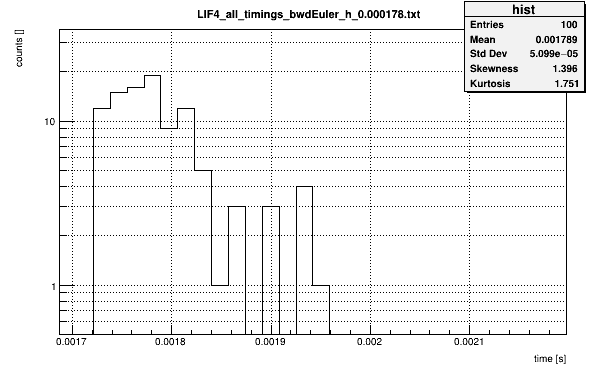 LIF4_all_timings_bwdEuler_h_0.000178.txt
hist
Entries 100
Mean 0.001789
Std Dev 5.099e−05
Skewness 1.396
Kurtosis 1.751
counts []
10
1
0.0017 0.0018 0.0019 0.002 0.0021
time [s]